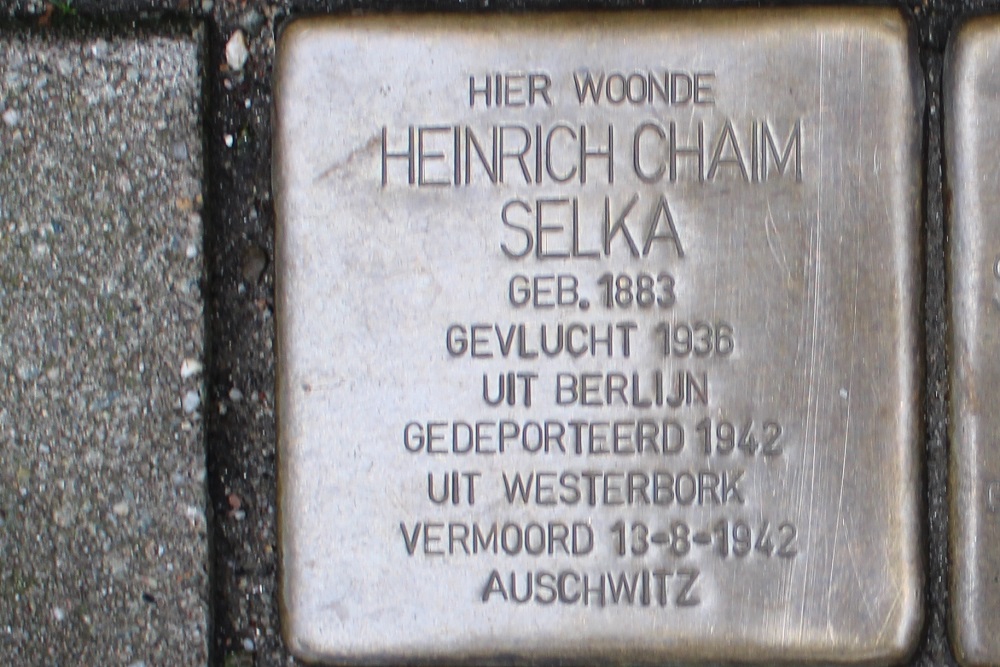 HIER WOONDE
HEINRICH CHAIM
SELKA
GEB. 1883
GEVLUCHT 1936
UIT BERLIJN
GEDEPORTEERD 1942
UIT WESTERBORK
VERMOORD 13-8-1942
AUSCHWITZ